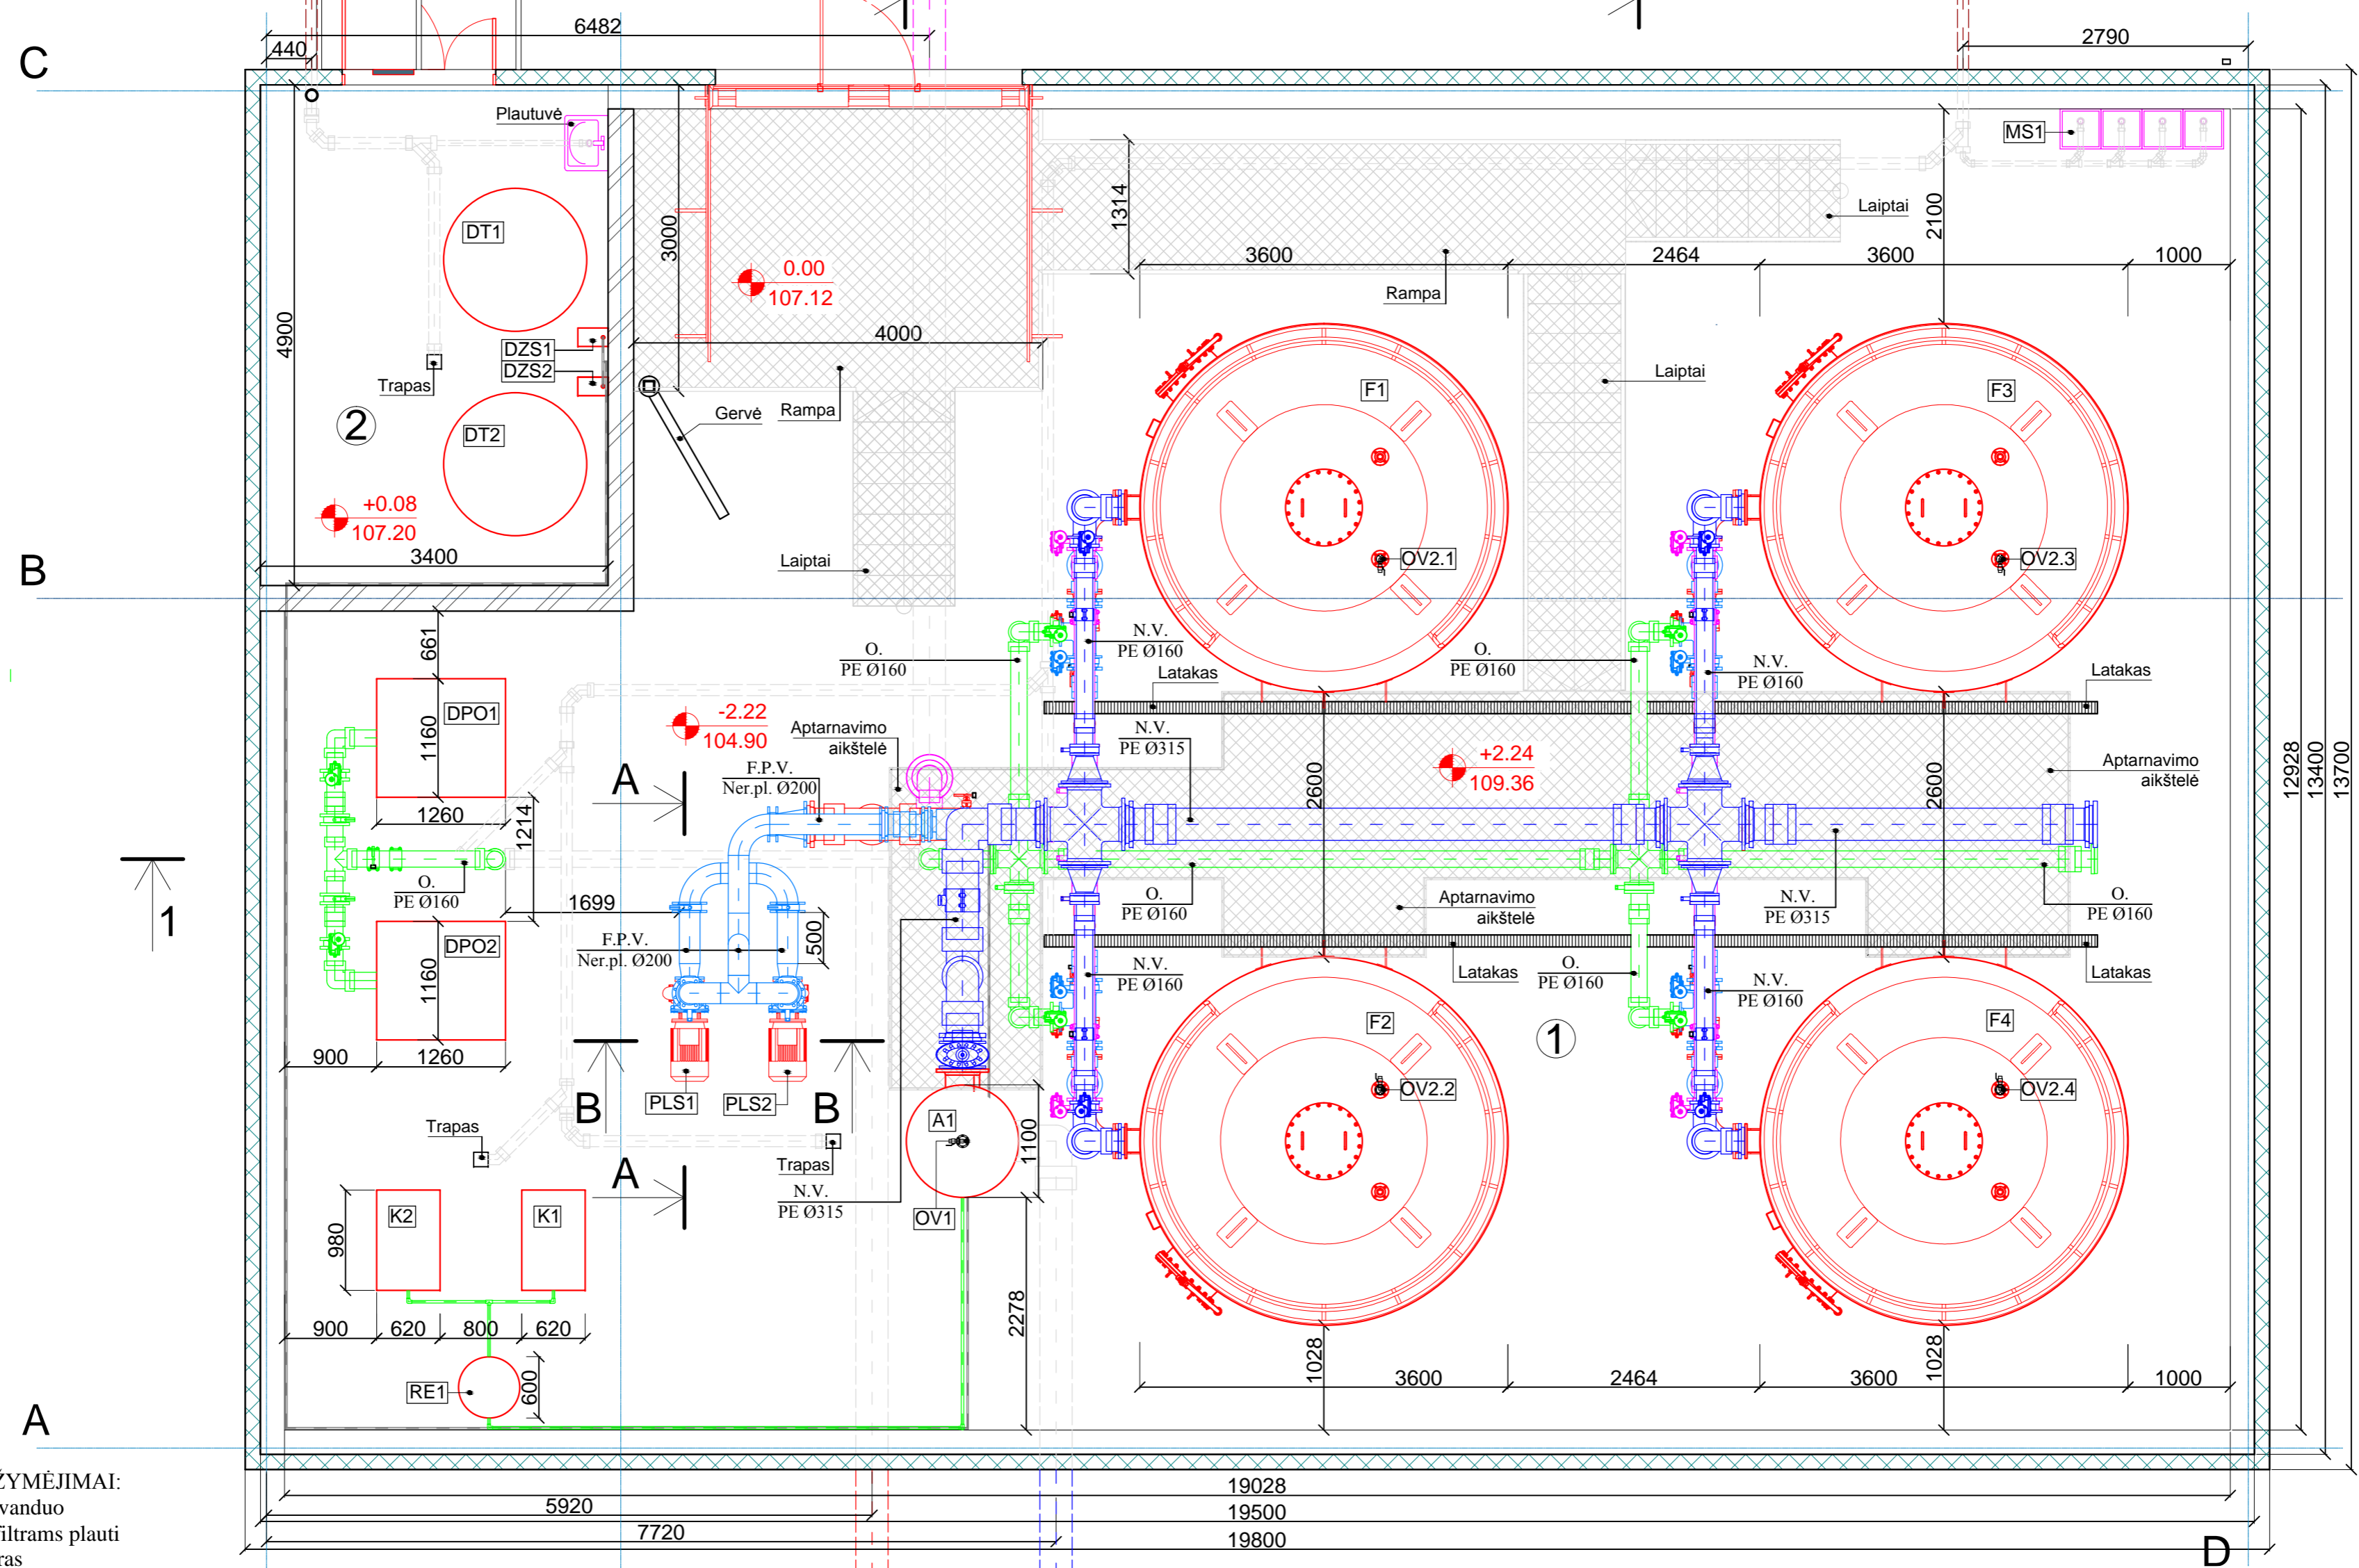 6482
440
2790
C
Plautuvė
MS1
DT1
1314
2100
Laiptai
3000
3600
2464
3600
1000
0.00
107.12
Rampa
4900
4000
DZS1
DZS2
Trapas
Laiptai
F1
F3
2
Gervė
Rampa
DT2
+0.08
107.20
3400
B
Laiptai
OV2.1
OV2.3
661
O.
PE Ø160
N.V.
PE Ø160
O.
PE Ø160
N.V.
PE Ø160
Latakas
Latakas
DPO1
1160
-2.22
104.90
Aptarnavimo
aikštelė
N.V.
PE Ø315
A
F.P.V.
Ner.pl. Ø200
2600
+2.24
109.36
2600
Aptarnavimo
aikštelė
12928
13400
13700
1260
1214
1
O.
PE Ø160
1699
O.
PE Ø160
Aptarnavimo
aikštelė
N.V.
PE Ø315
O.
PE Ø160
DPO2
1160
F.P.V.
Ner.pl. Ø200
500
N.V.
PE Ø160
Latakas
O.
PE Ø160
N.V.
PE Ø160
Latakas
900
1260
F2
1
F4
PLS1
PLS2
B
B
OV2.2
OV2.4
A1
1100
Trapas
Trapas
A
N.V.
PE Ø315
OV1
K2
K1
980
2278
900
620
800
620
1028
1028
RE1
600
3600
2464
3600
1000
A
ŽYMĖJIMAI:
vanduo
filtrams plauti
ras
19028
5920
19500
7720
19800
D